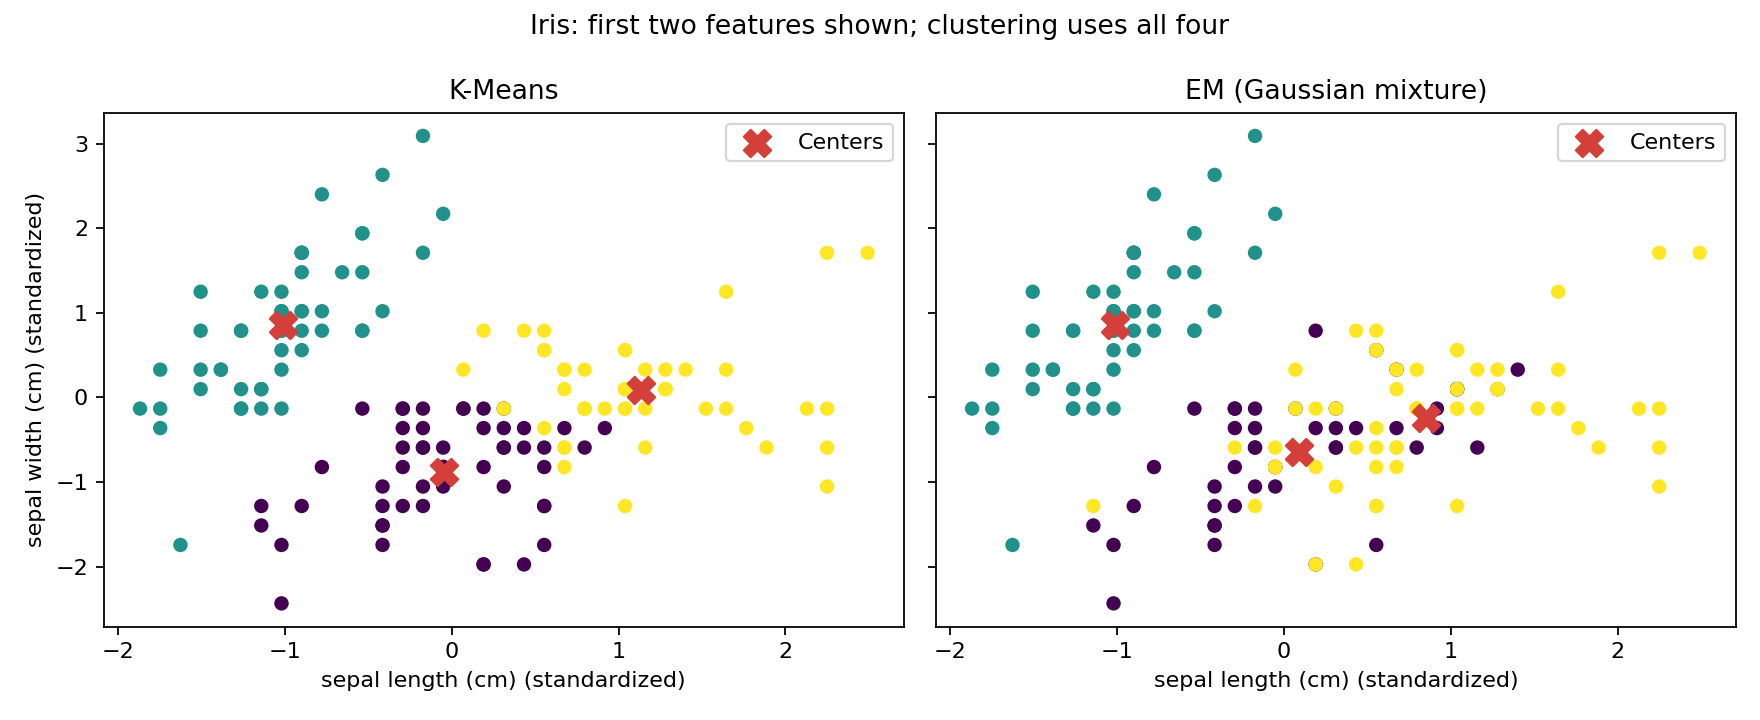 Iris: first two features shown; clustering uses all four
K-Means
Centers
3
2
1
0
−1
−2
sepal width (cm) (standardized)
−2
−1
0
1
2
sepal length (cm) (standardized)
EM (Gaussian mixture)
Centers
−2
−1
0
1
2
sepal length (cm) (standardized)